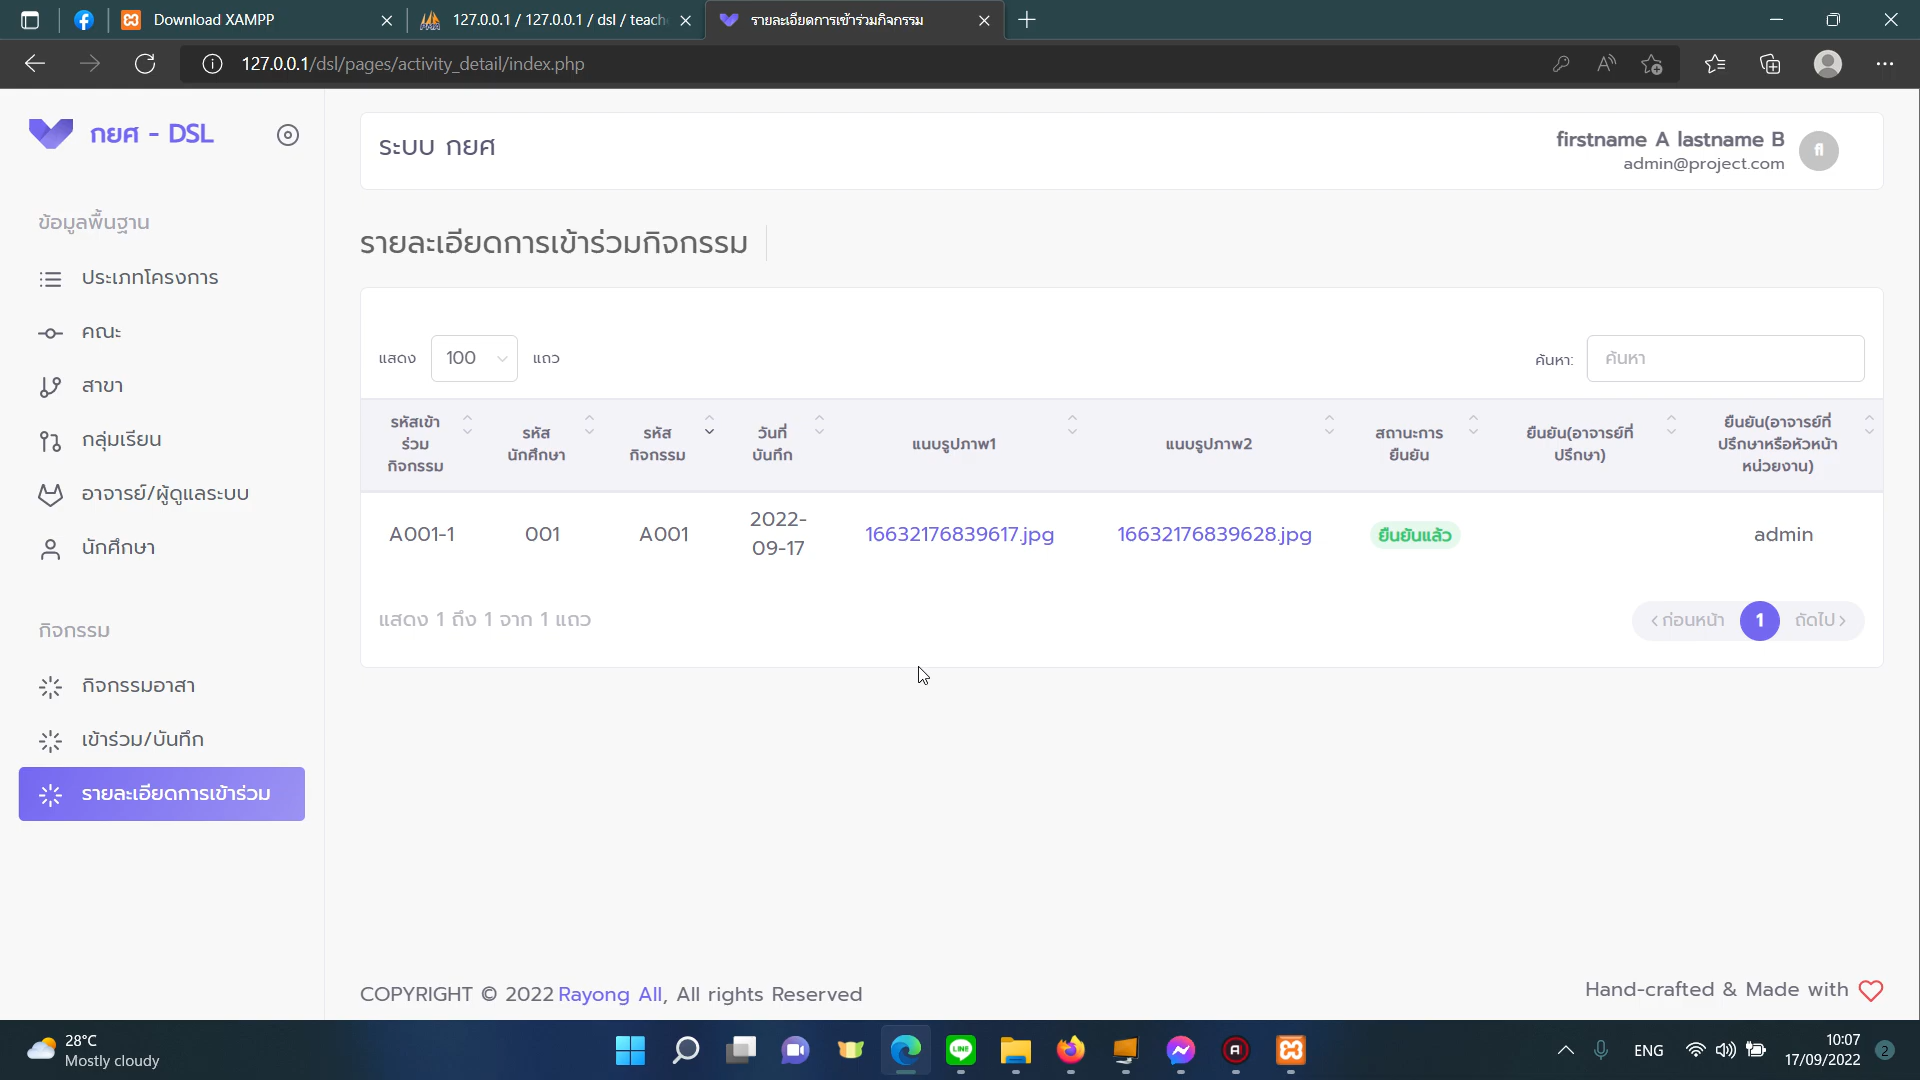 Download XAMPP
127.0.0.1 / 127.0.0.1 / dsl / teach
รายละเอียดการเข้าร่วมกิจกรรม
127.0.0.1/dsl/pages/activity_detail/index.php
กยศ - DSL
ระบบ กยศ
firstname A lastname B
admin@project.com
fl
ข้อมูลพื้นฐาน
ประเภทโครงการ
คณะ
สาขา
กลุ่มเรียน
อาจารย์/ผู้ดูแลระบบ
นักศึกษา
กิจกรรม
กิจกรรมอาสา
เข้าร่วม/บันทึก
รายละเอียดการเข้าร่วม
รายละเอียดการเข้าร่วมกิจกรรม
แสดง 100 แถว
ค้นหา: ค้นหา
รหัสเข้า
ร่วม
กิจกรรม
รหัส
นักศึกษา
รหัส
กิจกรรม
วันที่
บันทึก
แนบรูปภาพ1
แนบรูปภาพ2
สถานะการ
ยืนยัน
ยืนยัน(อาจารย์ที่
ปรึกษา)
ยืนยัน(อาจารย์ที่
ปรึกษาหรือหัวหน้า
หน่วยงาน)
A001-1
001
A001
2022-
09-17
16632176839617.jpg
16632176839628.jpg
ยืนยันแล้ว
admin
แสดง 1 ถึง 1 จาก 1 แถว
ก่อนหน้า 1 ถัดไป
COPYRIGHT © 2022 Rayong All, All rights Reserved
Hand-crafted & Made with
28°C
Mostly cloudy
LINE
ENG
10:07
17/09/2022
2